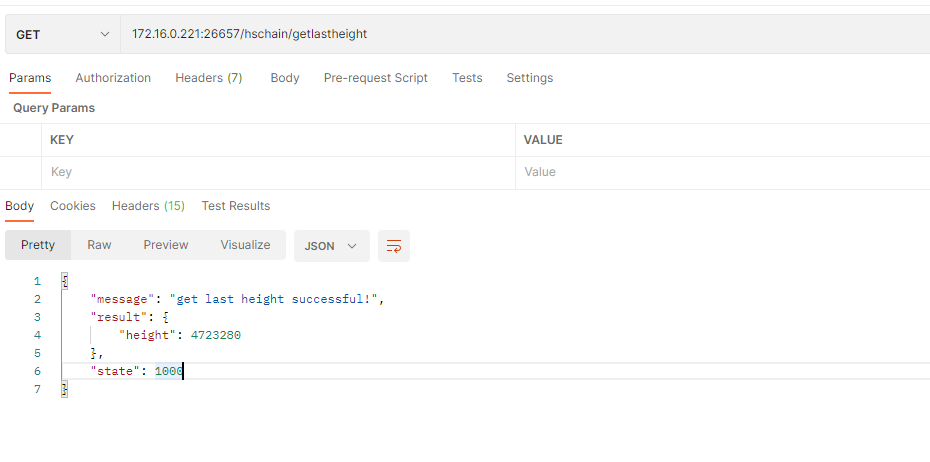 GET 172.16.0.221:26657/hschain/getlastheight
Params Authorization Headers (7) Body Pre-request Script Tests Settings
Query Params
KEY VALUE
Key Value
Body Cookies Headers (15) Test Results
Pretty Raw Preview Visualize JSON
1 {
2 "message": "get last height successful!",
3 "result": {
4 "height": 4723280
5 },
6 "state": 1000
7 }